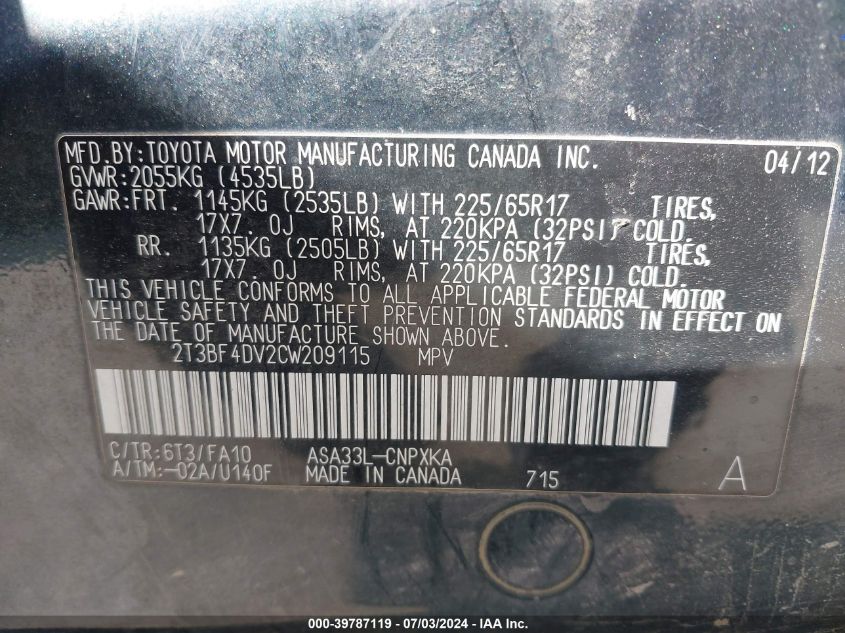 MFD.BY:TOYOTA MOTOR MANUFACTURING CANADA INC. 04/12
GVWR:2055KG (4535LB)
GAWR:FRT. 1145KG (2535LB) WITH 225/65R17 TIRES,
17X7.0J RIMS, AT 220KPA (32PSI) COLD.
RR. 1135KG (2505LB) WITH 225/65R17 TIRES,
17X7.0J RIMS, AT 220KPA (32PSI) COLD.
THIS VEHICLE CONFORMS TO ALL APPLICABLE FEDERAL MOTOR
VEHICLE SAFETY AND THEFT PREVENTION STANDARDS IN EFFECT ON
THE DATE OF MANUFACTURE SHOWN ABOVE.
2T3BF4DV2CW209115 MPV
C/TR:6T3/FA10 ASA33L-CNPXKA
A/TM:-02A/U140F MADE IN CANADA 715 A
000-39787119 - 07/03/2024 - IAA Inc.